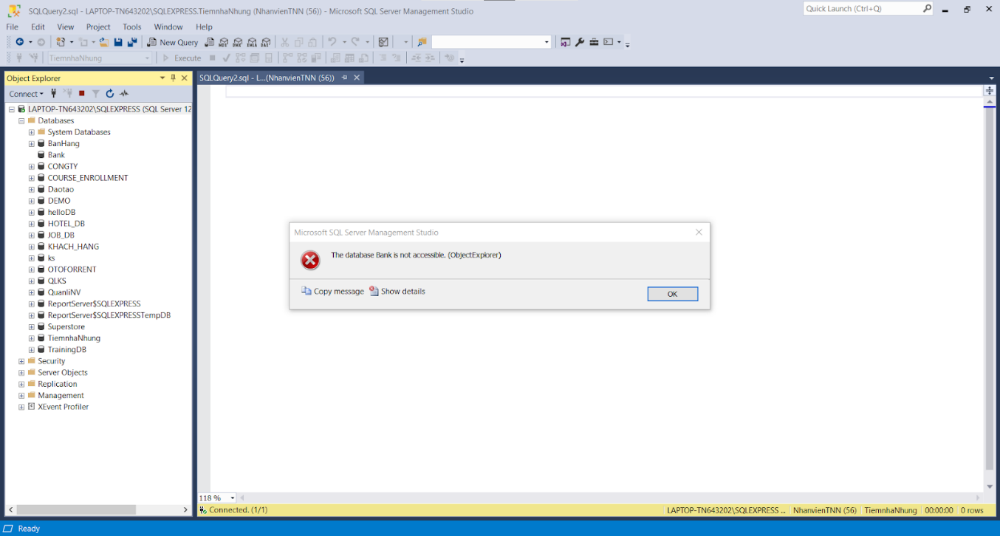 SQLQuery2.sql - LAPTOP-TN643202\SQLEXPRESS.TiemnhaNhung (NhanvienTNN (56)) - Microsoft SQL Server Management Studio
Quick Launch (Ctrl+Q)
File Edit View Project Tools Window Help
New Query MDX DMX XMLA DAX
TiemnhaNhung Execute
Object Explorer
SQLQuery2.sql - L...(NhanvienTNN (56))
Connect
LAPTOP-TN643202\SQLEXPRESS (SQL Server 12
Databases
System Databases
BanHang
Bank
CONGTY
COURSE_ENROLLMENT
Daotao
DEMO
helloDB
HOTEL_DB
JOB_DB
KHACH_HANG
ks
OTOFORRENT
QLKS
QuanliNV
ReportServer$SQLEXPRESS
ReportServer$SQLEXPRESSTempDB
Superstore
TiemnhaNhung
TrainingDB
Security
Server Objects
Replication
Management
XEvent Profiler
Microsoft SQL Server Management Studio
The database Bank is not accessible. (ObjectExplorer)
Copy message Show details OK
118 %
Connected. (1/1) LAPTOP-TN643202\SQLEXPRESS ... NhanvienTNN (56) TiemnhaNhung 00:00:00 0 rows
Ready